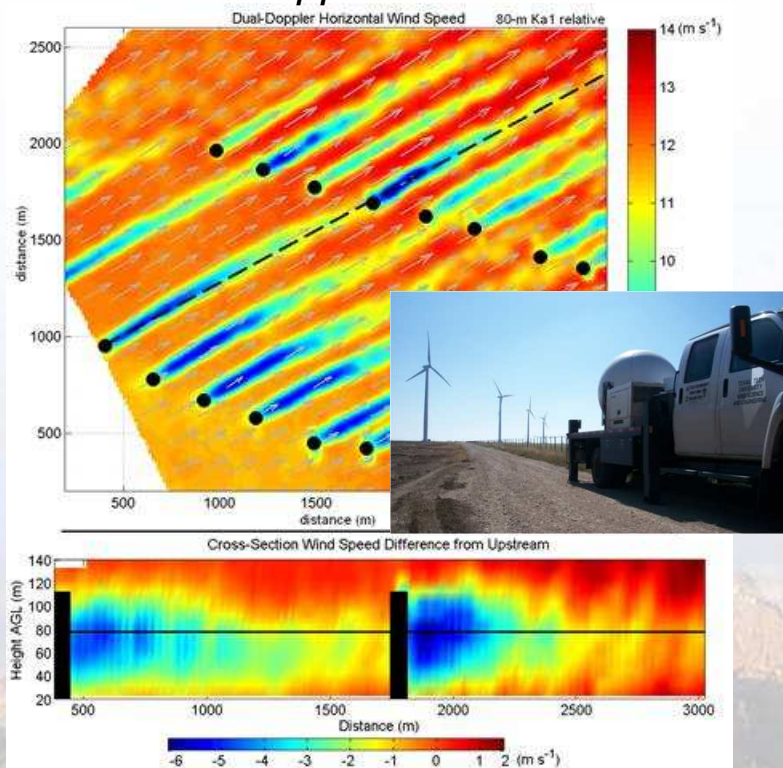 Dual-Doppler Horizontal Wind Speed
80-m Ka1 relative
14 (m s⁻¹)
13
12
11
10
distance (m)
2500
2000
1500
1000
500
500
1000
1500
distance (m)
Cross-Section Wind Speed Difference from Upstream
Height AGL (m)
140
120
100
80
60
40
20
500
1000
1500
2000
2500
3000
Distance (m)
-6 -5 -4 -3 -2 -1 0 1 2 (m s⁻¹)